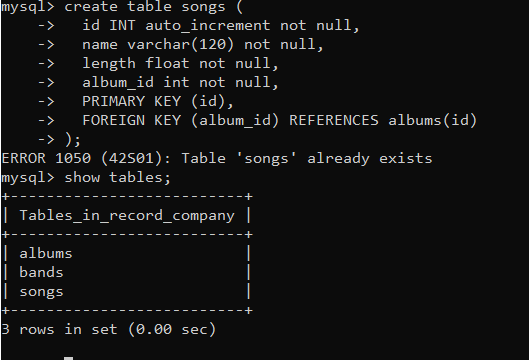 mysql> create table songs (
    ->   id INT auto_increment not null,
    ->   name varchar(120) not null,
    ->   length float not null,
    ->   album_id int not null,
    ->   PRIMARY KEY (id),
    ->   FOREIGN KEY (album_id) REFERENCES albums(id)
    -> );
ERROR 1050 (42S01): Table 'songs' already exists
mysql> show tables;
+--------------------------+
| Tables_in_record_company |
+--------------------------+
| albums                   |
| bands                    |
| songs                    |
+--------------------------+
3 rows in set (0.00 sec)